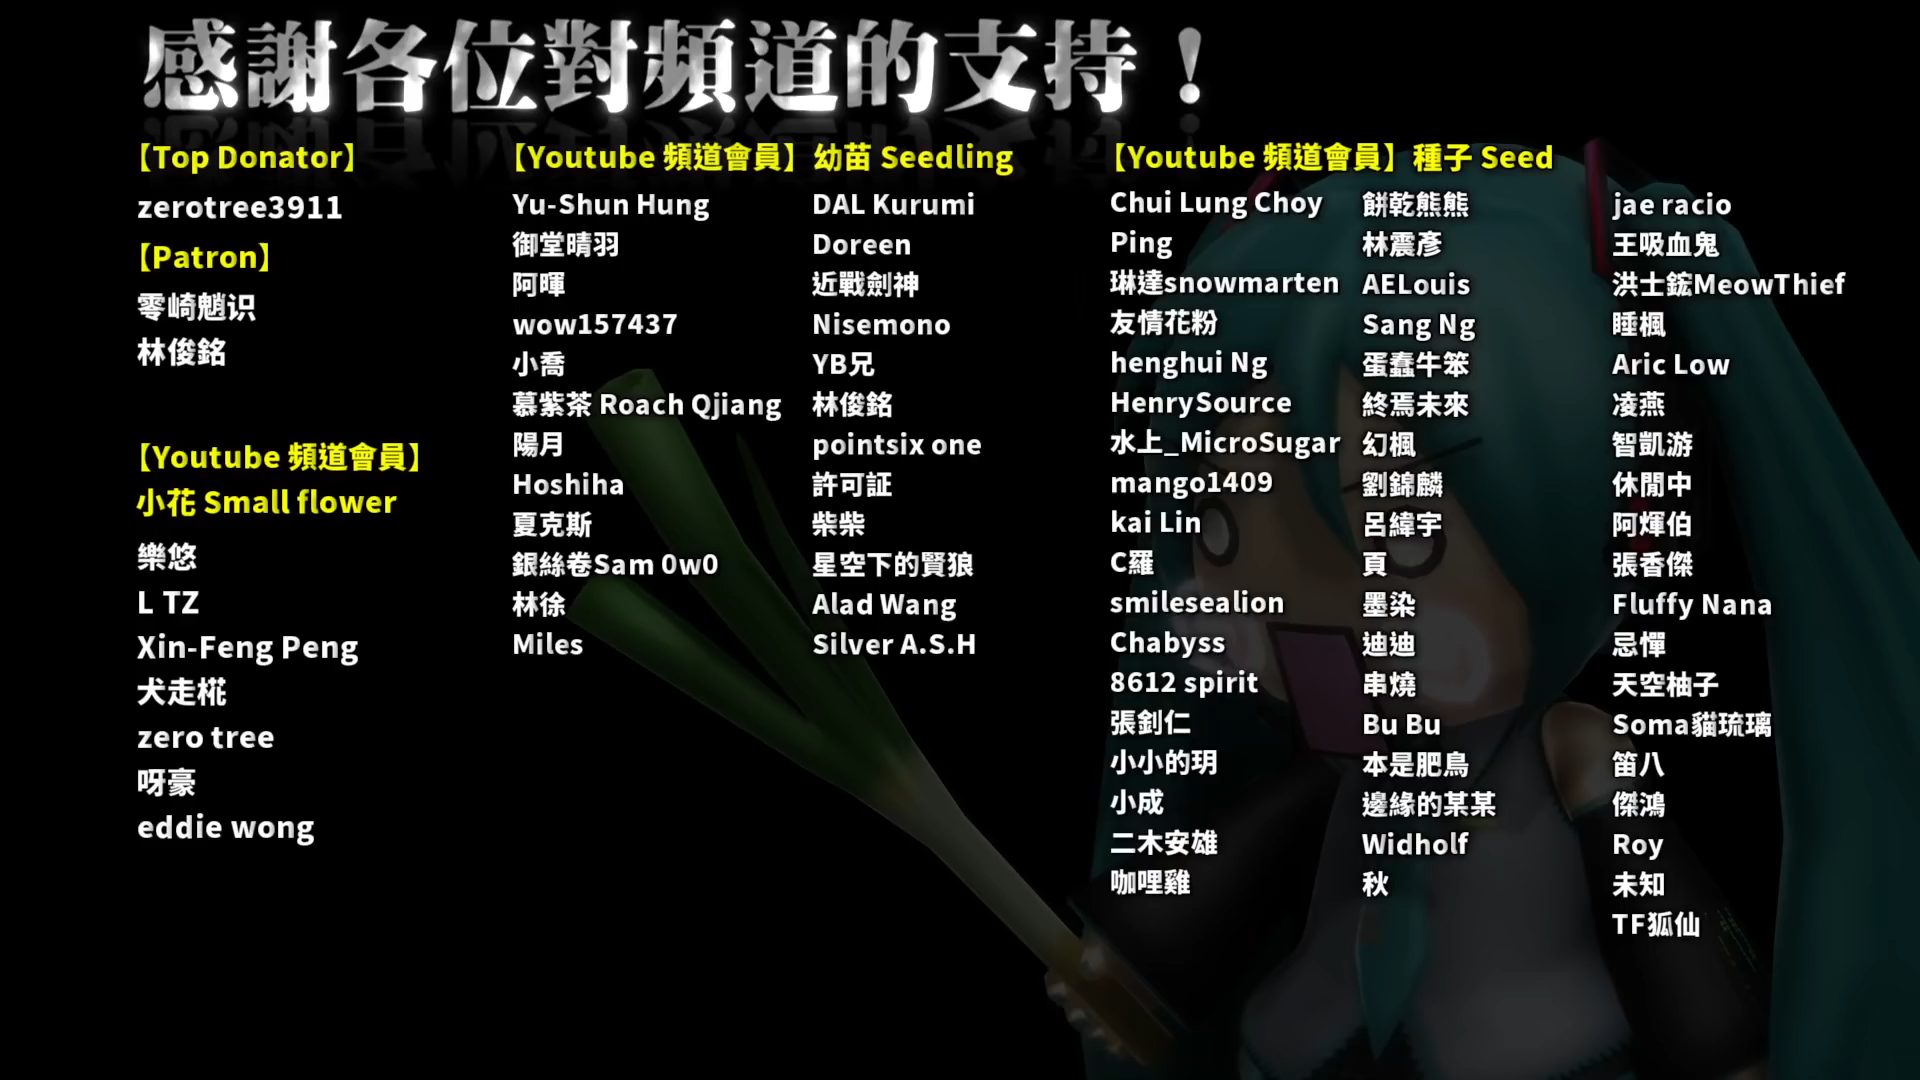 感謝各位對頻道的支持！
【Top Donator】
zerotree3911
【Patron】
零崎魈识
林俊銘
【Youtube 頻道會員】
小花 Small flower
樂悠
L TZ
Xin-Feng Peng
犬走椛
zero tree
呀豪
eddie wong
【Youtube 頻道會員】幼苗 Seedling
Yu-Shun Hung
御堂晴羽
阿暉
wow157437
小喬
慕紫茶 Roach Qjiang
陽月
Hoshiha
夏克斯
銀絲卷Sam 0w0
林徐
Miles
DAL Kurumi
Doreen
近戰劍神
Nisemono
YB兄
林俊銘
pointsix one
許可証
柴柴
星空下的賢狼
Alad Wang
Silver A.S.H
【Youtube 頻道會員】種子 Seed
Chui Lung Choy
Ping
琳達snowmarten
友情花粉
henghui Ng
HenrySource
水上_MicroSugar
mango1409
kai Lin
C羅
smilesealion
Chabyss
8612 spirit
張釗仁
小小的玥
小成
二木安雄
咖哩雞
餅乾熊熊
林震彥
AELouis
Sang Ng
蛋蠢牛笨
終焉未來
幻楓
劉錦麟
呂緯宇
頁
墨染
迪迪
串燒
Bu Bu
本是肥鳥
邊緣的某某
Widholf
秋
jae racio
王吸血鬼
洪士鋐MeowThief
睡楓
Aric Low
凌燕
智凱游
休閒中
阿煇伯
張香傑
Fluffy Nana
忌憚
天空柚子
Soma貓琉璃
笛八
傑鴻
Roy
未知
TF狐仙